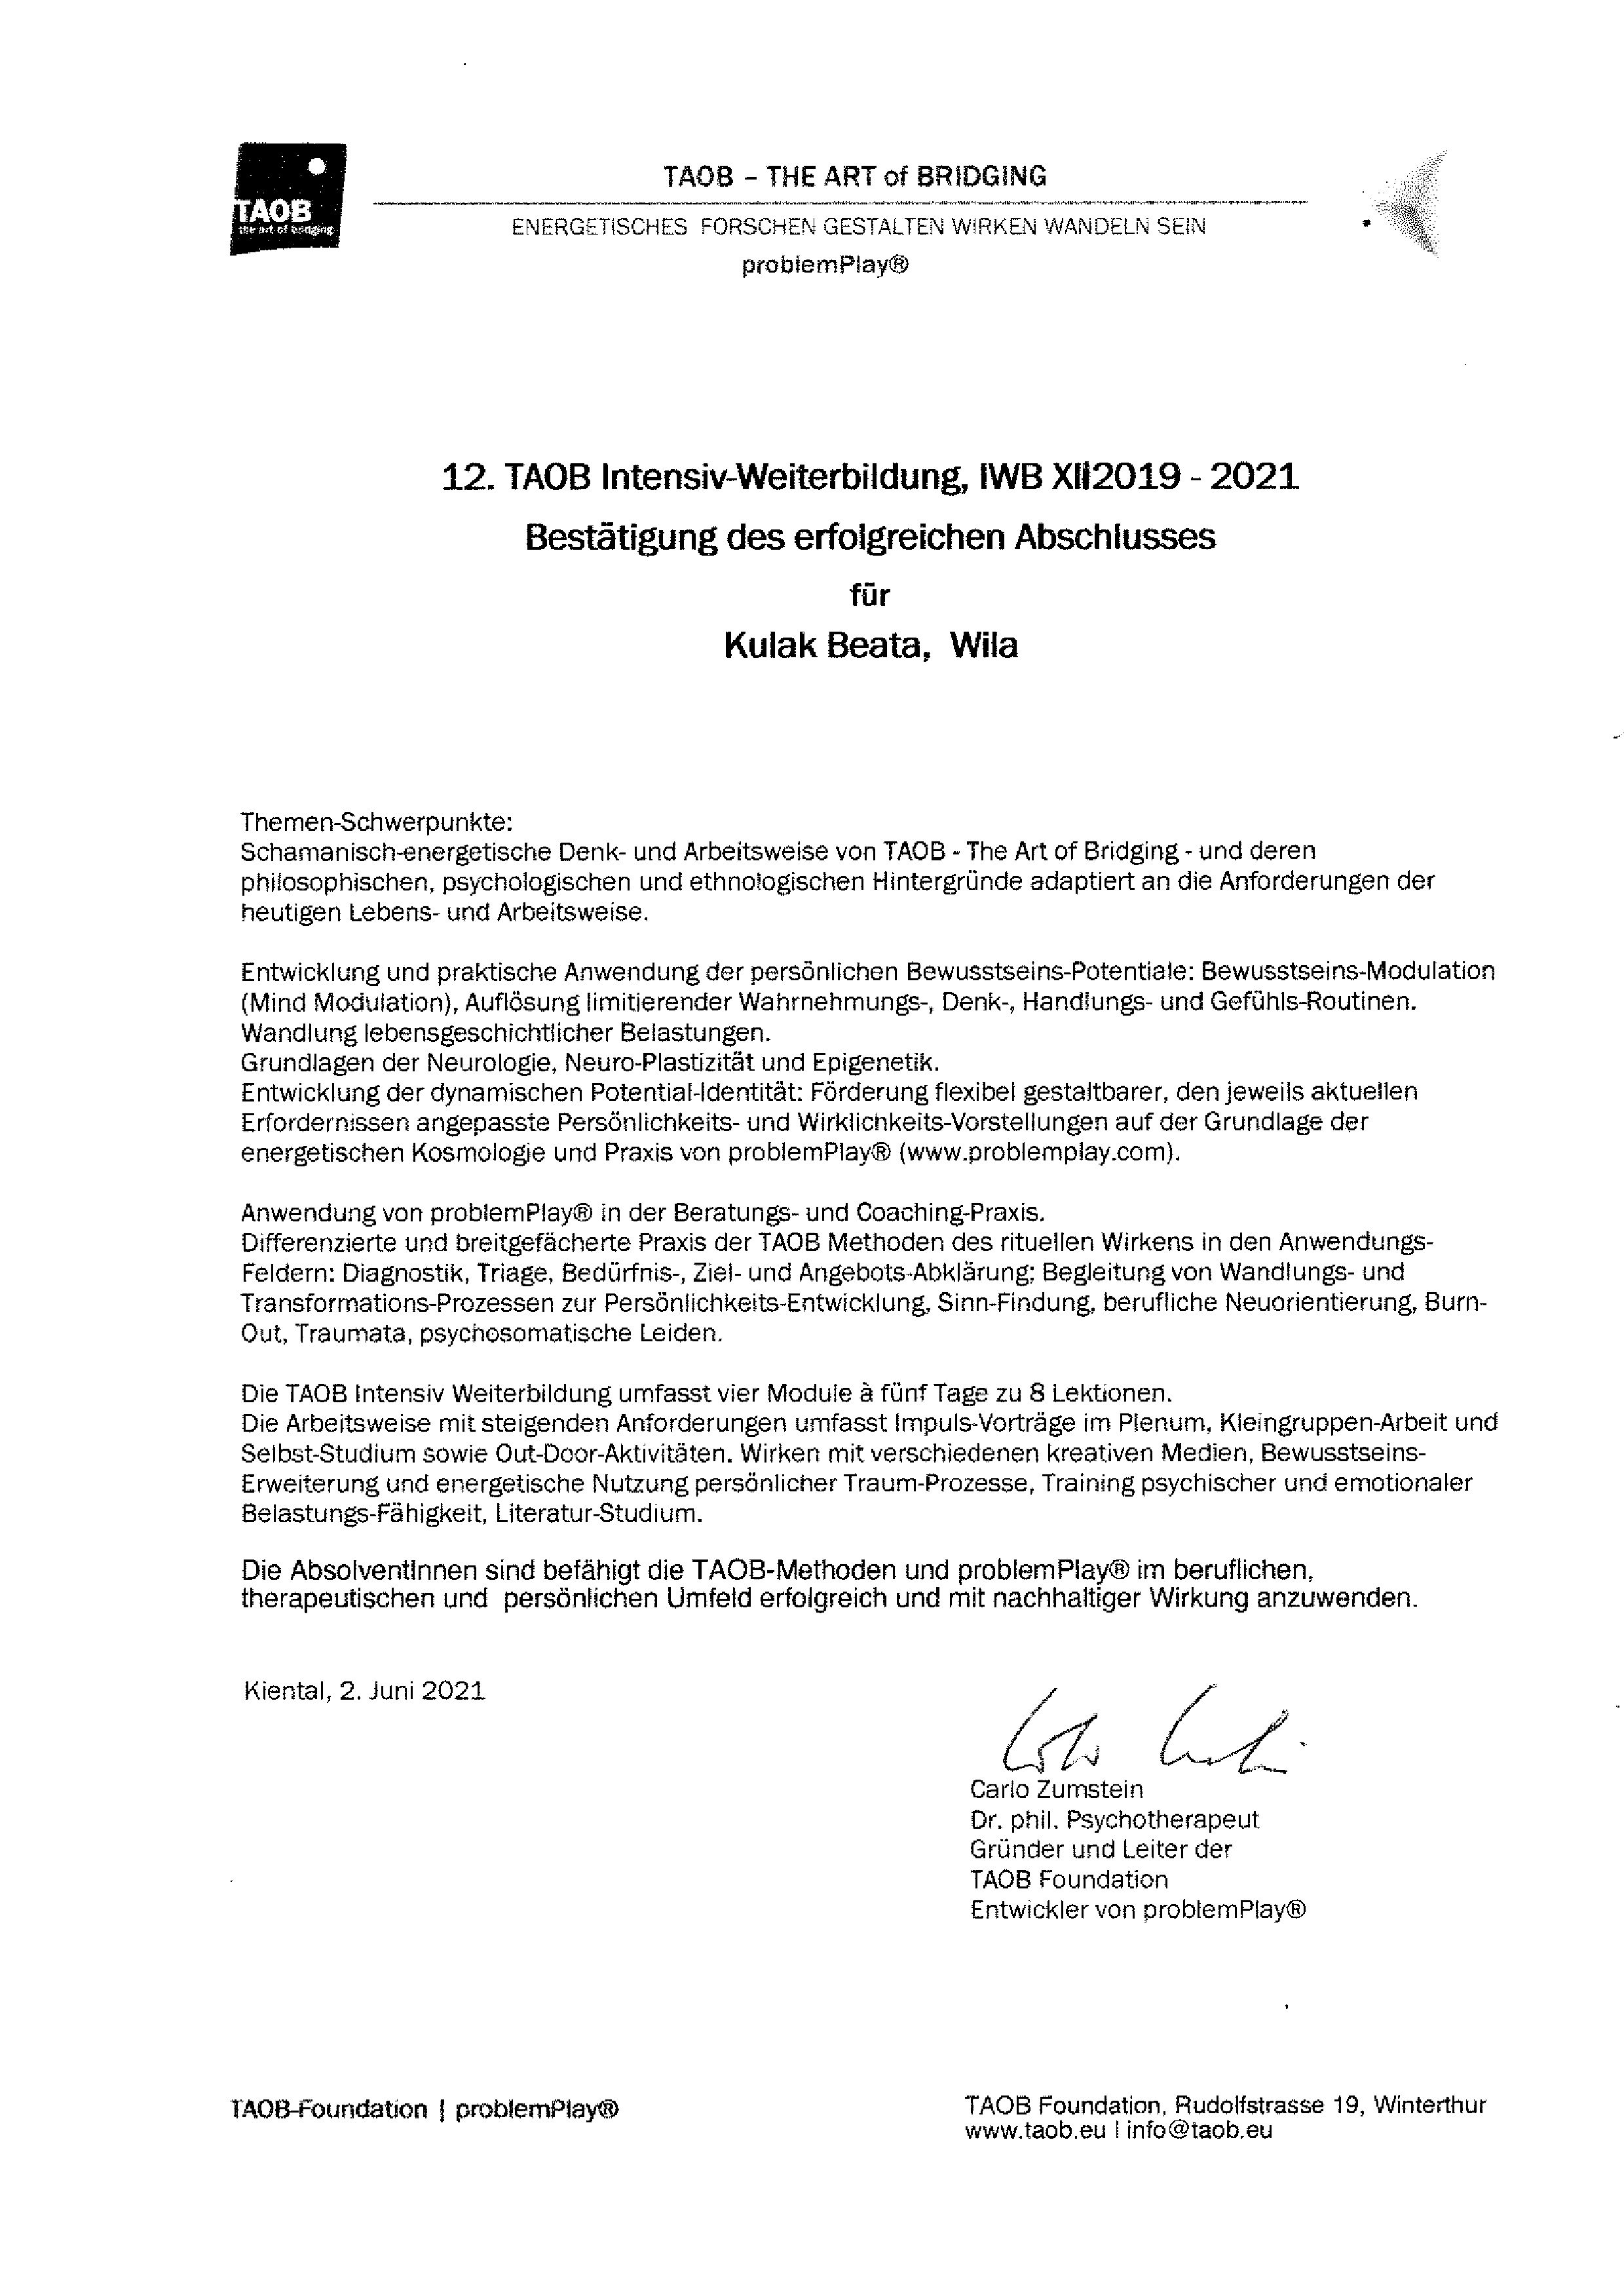 TAOB
the art of bridging
TAOB – THE ART of BRIDGING
ENERGETISCHES FORSCHEN GESTALTEN WIRKEN WANDELN SEIN
problemPlay®
12. TAOB Intensiv-Weiterbildung, IWB XII2019 - 2021
Bestätigung des erfolgreichen Abschlusses
für
Kulak Beata, Wila
Themen-Schwerpunkte:
Schamanisch-energetische Denk- und Arbeitsweise von TAOB - The Art of Bridging - und deren
philosophischen, psychologischen und ethnologischen Hintergründe adaptiert an die Anforderungen der
heutigen Lebens- und Arbeitsweise.
Entwicklung und praktische Anwendung der persönlichen Bewusstseins-Potentiale: Bewusstseins-Modulation
(Mind Modulation), Auflösung limitierender Wahrnehmungs-, Denk-, Handlungs- und Gefühls-Routinen.
Wandlung lebensgeschichtlicher Belastungen.
Grundlagen der Neurologie, Neuro-Plastizität und Epigenetik.
Entwicklung der dynamischen Potential-Identität: Förderung flexibel gestaltbarer, den jeweils aktuellen
Erfordernissen angepasste Persönlichkeits- und Wirklichkeits-Vorstellungen auf der Grundlage der
energetischen Kosmologie und Praxis von problemPlay® (www.problemplay.com).
Anwendung von problemPlay® in der Beratungs- und Coaching-Praxis.
Differenzierte und breitgefächerte Praxis der TAOB Methoden des rituellen Wirkens in den Anwendungs-
Feldern: Diagnostik, Triage, Bedürfnis-, Ziel- und Angebots-Abklärung; Begleitung von Wandlungs- und
Transformations-Prozessen zur Persönlichkeits-Entwicklung, Sinn-Findung, berufliche Neuorientierung, Burn-
Out, Traumata, psychosomatische Leiden.
Die TAOB Intensiv Weiterbildung umfasst vier Module à fünf Tage zu 8 Lektionen.
Die Arbeitsweise mit steigenden Anforderungen umfasst Impuls-Vorträge im Plenum, Kleingruppen-Arbeit und
Selbst-Studium sowie Out-Door-Aktivitäten. Wirken mit verschiedenen kreativen Medien, Bewusstseins-
Erweiterung und energetische Nutzung persönlicher Traum-Prozesse, Training psychischer und emotionaler
Belastungs-Fähigkeit, Literatur-Studium.
Die AbsolventInnen sind befähigt die TAOB-Methoden und problemPlay® im beruflichen,
therapeutischen und persönlichen Umfeld erfolgreich und mit nachhaltiger Wirkung anzuwenden.
Kiental, 2. Juni 2021
Carlo Zumstein
Dr. phil. Psychotherapeut
Gründer und Leiter der
TAOB Foundation
Entwickler von problemPlay®
TAOB-Foundation | problemPlay®
TAOB Foundation, Rudolfstrasse 19, Winterthur
www.taob.eu | info@taob.eu